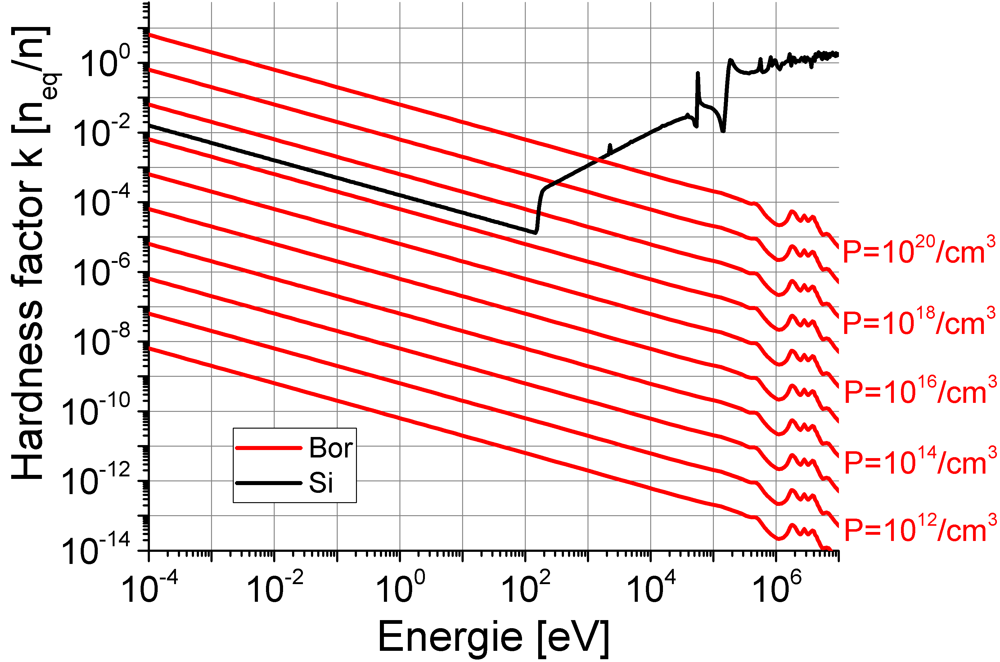 Hardness factor k [n_eq/n]
10^0
10^-2
10^-4
10^-6
10^-8
10^-10
10^-12
10^-14
P=10^20/cm^3
P=10^18/cm^3
P=10^16/cm^3
P=10^14/cm^3
P=10^12/cm^3
Bor
Si
10^-4 10^-2 10^0 10^2 10^4 10^6
Energie [eV]